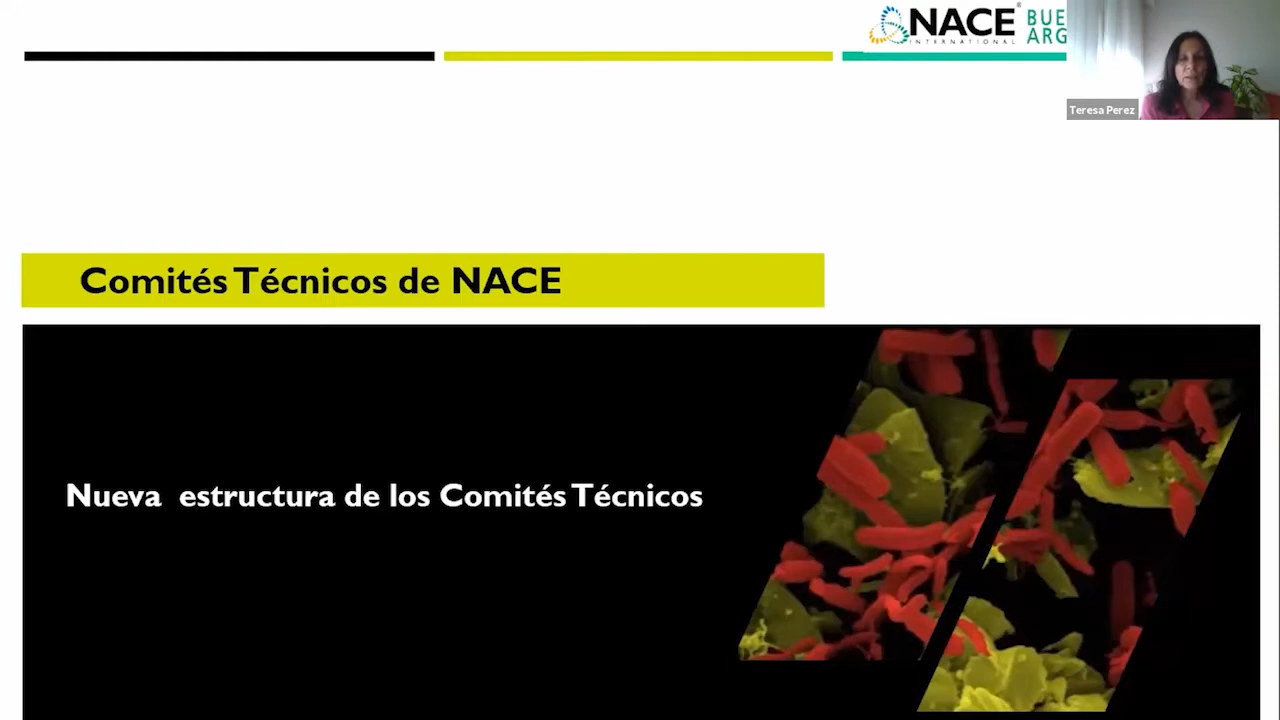 NACE BUE
INTERNATIONAL ARG
Teresa Perez
Comités Técnicos de NACE
Nueva estructura de los Comités Técnicos